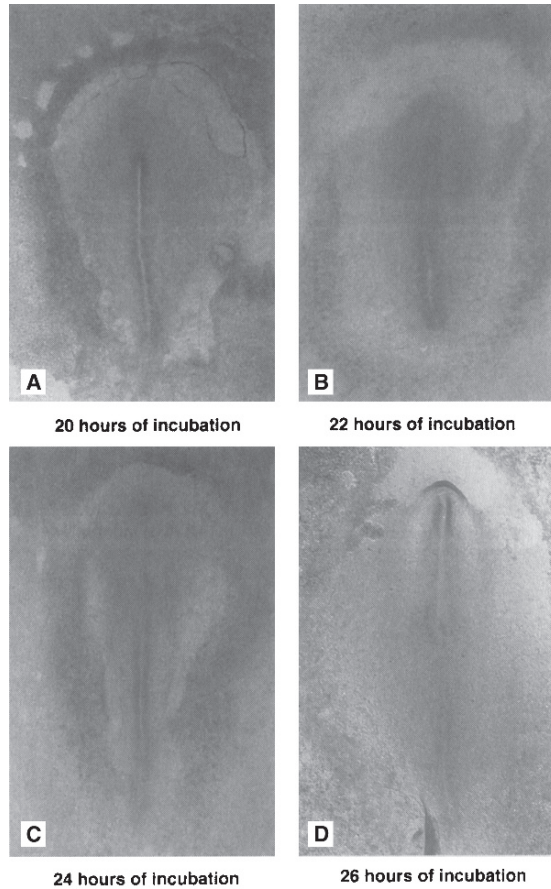 A
20 hours of incubation
B
22 hours of incubation
C
24 hours of incubation
D
26 hours of incubation